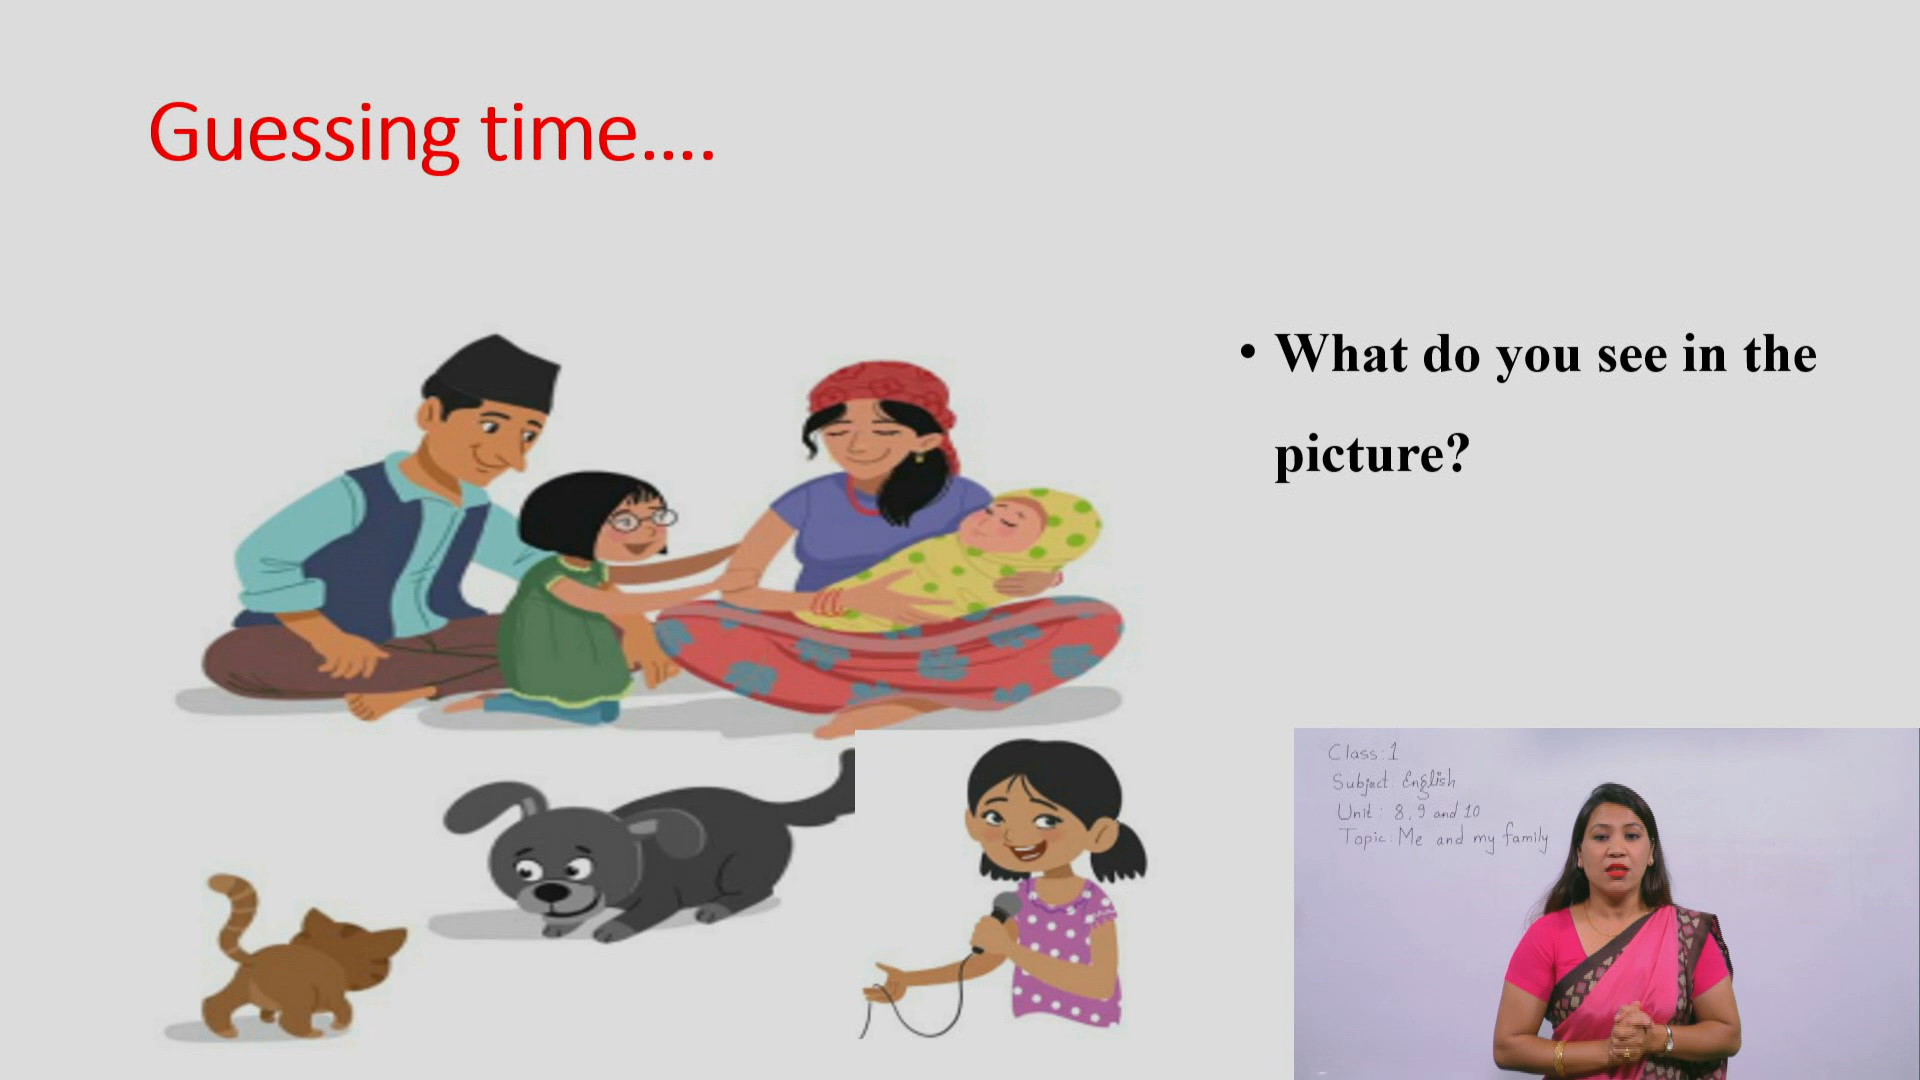 Guessing time....
• What do you see in the
picture?
Class: 1
Subject English
Unit : 8, 9 and 10
Topic: Me and my family